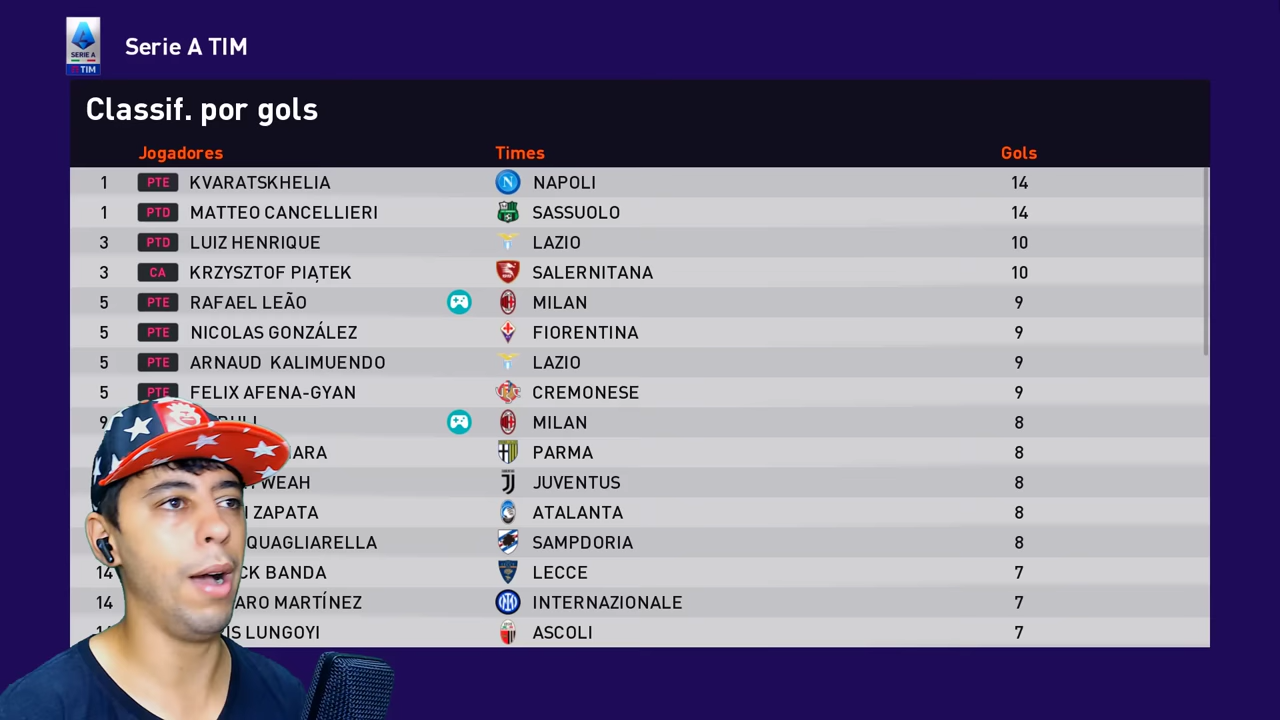 SERIE A
TIM
Serie A TIM
Classif. por gols
Jogadores Times Gols
1 PTE KVARATSKHELIA NAPOLI 14
1 PTD MATTEO CANCELLIERI SASSUOLO 14
3 PTD LUIZ HENRIQUE LAZIO 10
3 CA KRZYSZTOF PIĄTEK SALERNITANA 10
5 PTE RAFAEL LEÃO MILAN 9
5 PTE NICOLAS GONZÁLEZ FIORENTINA 9
5 PTE ARNAUD KALIMUENDO LAZIO 9
5 PTE FELIX AFENA-GYAN CREMONESE 9
9 MILAN 8
PARMA 8
WEAH JUVENTUS 8
ZAPATA ATALANTA 8
QUAGLIARELLA SAMPDORIA 8
14 BANDA LECCE 7
14 MARTÍNEZ INTERNAZIONALE 7
LUNGOYI ASCOLI 7